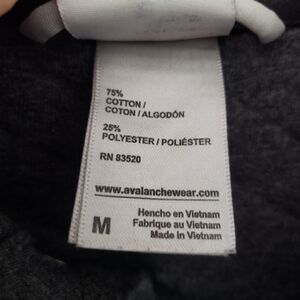 75%
COTTON /
COTON / ALGODÓN
25%
POLYESTER / POLIÉSTER
RN 83520
www.avalanchewear.com
M
Hencho en Vietnam
Fabrique au Vietnam
Made in Vietnam